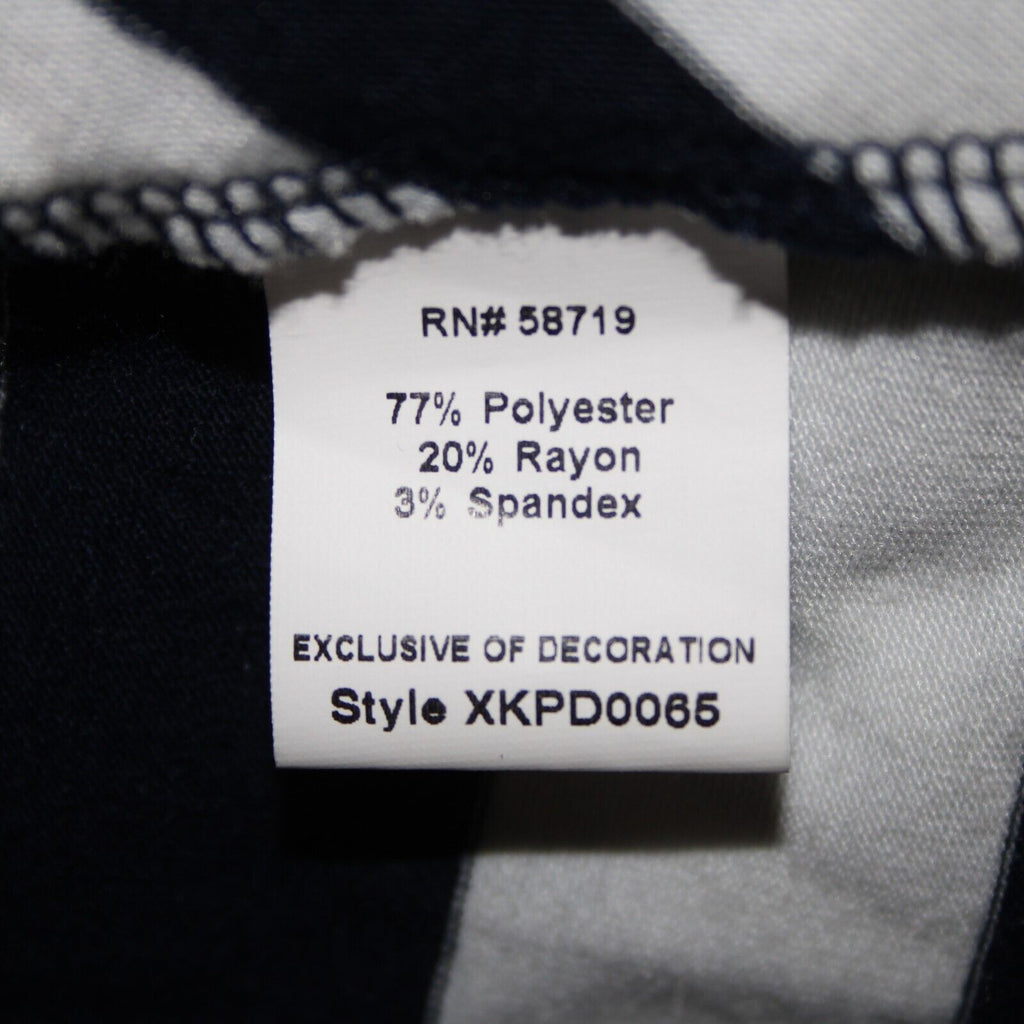 RN# 58719
77% Polyester
20% Rayon
3% Spandex
EXCLUSIVE OF DECORATION
Style XKPD0065